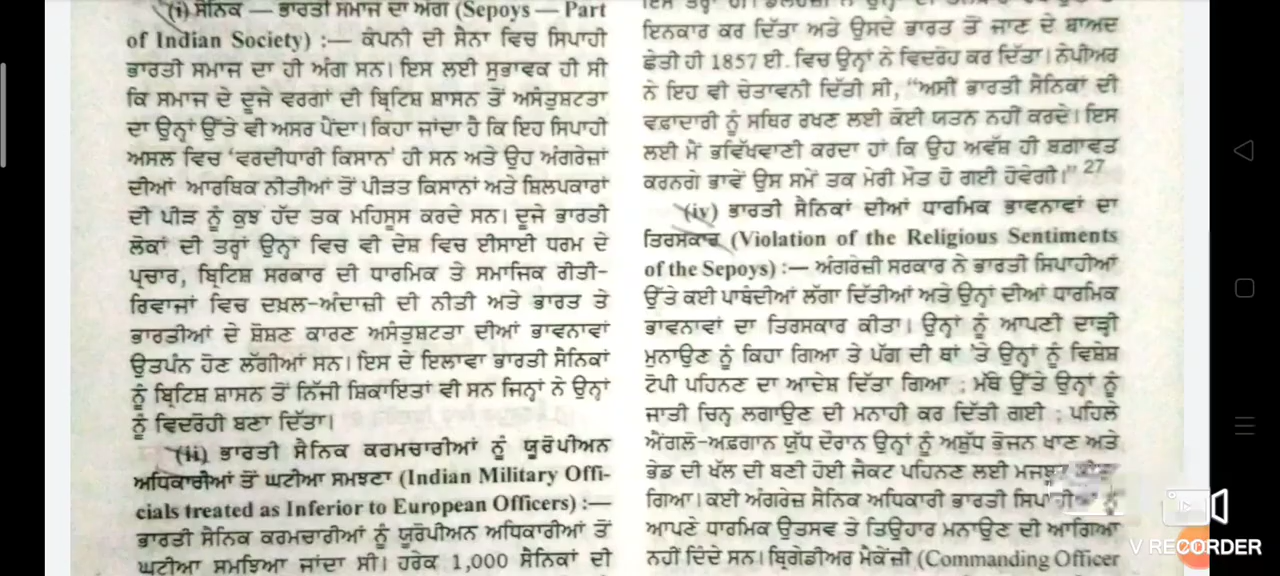 (i) ਸੈਨਿਕ — ਭਾਰਤੀ ਸਮਾਜ ਦਾ ਅੰਗ (Sepoys — Part
of Indian Society) :— ਕੰਪਨੀ ਦੀ ਸੈਨਾ ਵਿਚ ਸਿਪਾਹੀ
ਭਾਰਤੀ ਸਮਾਜ ਦਾ ਹੀ ਅੰਗ ਸਨ। ਇਸ ਲਈ ਸੁਭਾਵਕ ਹੀ ਸੀ
ਕਿ ਸਮਾਜ ਦੇ ਦੂਜੇ ਵਰਗਾਂ ਦੀ ਬ੍ਰਿਟਿਸ਼ ਸ਼ਾਸਨ ਤੋਂ ਅਸੰਤੁਸ਼ਟਤਾ
ਦਾ ਉਨ੍ਹਾਂ ਉੱਤੇ ਵੀ ਅਸਰ ਪੈਂਦਾ। ਕਿਹਾ ਜਾਂਦਾ ਹੈ ਕਿ ਇਹ ਸਿਪਾਹੀ
ਅਸਲ ਵਿਚ ‘ਵਰਦੀਧਾਰੀ ਕਿਸਾਨ’ ਹੀ ਸਨ ਅਤੇ ਉਹ ਅੰਗਰੇਜ਼ਾਂ
ਦੀਆਂ ਆਰਥਿਕ ਨੀਤੀਆਂ ਤੋਂ ਪੀੜਤ ਕਿਸਾਨਾਂ ਅਤੇ ਸ਼ਿਲਪਕਾਰਾਂ
ਦੀ ਪੀੜ ਨੂੰ ਕੁਝ ਹੱਦ ਤਕ ਮਹਿਸੂਸ ਕਰਦੇ ਸਨ। ਦੂਜੇ ਭਾਰਤੀ
ਲੋਕਾਂ ਦੀ ਤਰ੍ਹਾਂ ਉਨ੍ਹਾਂ ਵਿਚ ਵੀ ਦੇਸ਼ ਵਿਚ ਈਸਾਈ ਧਰਮ ਦੇ
ਪ੍ਰਚਾਰ, ਬ੍ਰਿਟਿਸ਼ ਸਰਕਾਰ ਦੀ ਧਾਰਮਿਕ ਤੇ ਸਮਾਜਿਕ ਰੀਤੀ-
ਰਿਵਾਜਾਂ ਵਿਚ ਦਖ਼ਲ-ਅੰਦਾਜ਼ੀ ਦੀ ਨੀਤੀ ਅਤੇ ਭਾਰਤ ਤੇ
ਭਾਰਤੀਆਂ ਦੇ ਸ਼ੋਸ਼ਣ ਕਾਰਣ ਅਸੰਤੁਸ਼ਟਤਾ ਦੀਆਂ ਭਾਵਨਾਵਾਂ
ਉਤਪੰਨ ਹੋਣ ਲੱਗੀਆਂ ਸਨ। ਇਸ ਦੇ ਇਲਾਵਾ ਭਾਰਤੀ ਸੈਨਿਕਾਂ
ਨੂੰ ਬ੍ਰਿਟਿਸ਼ ਸ਼ਾਸਨ ਤੋਂ ਨਿੱਜੀ ਸ਼ਿਕਾਇਤਾਂ ਵੀ ਸਨ ਜਿਨ੍ਹਾਂ ਨੇ ਉਨ੍ਹਾਂ
ਨੂੰ ਵਿਦਰੋਹੀ ਬਣਾ ਦਿੱਤਾ।
(ii) ਭਾਰਤੀ ਸੈਨਿਕ ਕਰਮਚਾਰੀਆਂ ਨੂੰ ਯੂਰੋਪੀਅਨ
ਅਧਿਕਾਰੀਆਂ ਤੋਂ ਘਟੀਆ ਸਮਝਣਾ (Indian Military Offi-
cials treated as Inferior to European Officers) :—
ਭਾਰਤੀ ਸੈਨਿਕ ਕਰਮਚਾਰੀਆਂ ਨੂੰ ਯੂਰੋਪੀਅਨ ਅਧਿਕਾਰੀਆਂ ਤੋਂ
ਘਟੀਆ ਸਮਝਿਆ ਜਾਂਦਾ ਸੀ। ਹਰੇਕ 1,000 ਸੈਨਿਕਾਂ ਦੀ
ਇਨਕਾਰ ਕਰ ਦਿੱਤਾ ਅਤੇ ਉਸਦੇ ਭਾਰਤ ਤੋਂ ਜਾਣ ਦੇ ਬਾਅਦ
ਛੇਤੀ ਹੀ 1857 ਈ. ਵਿਚ ਉਨ੍ਹਾਂ ਨੇ ਵਿਦਰੋਹ ਕਰ ਦਿੱਤਾ। ਨੇਪੀਅਰ
ਨੇ ਇਹ ਵੀ ਚੇਤਾਵਨੀ ਦਿੱਤੀ ਸੀ, “ਅਸੀਂ ਭਾਰਤੀ ਸੈਨਿਕਾਂ ਦੀ
ਵਫ਼ਾਦਾਰੀ ਨੂੰ ਸਥਿਰ ਰਖਣ ਲਈ ਕੋਈ ਯਤਨ ਨਹੀਂ ਕਰਦੇ। ਇਸ
ਲਈ ਮੈਂ ਭਵਿੱਖਵਾਣੀ ਕਰਦਾ ਹਾਂ ਕਿ ਉਹ ਅਵੱਸ਼ ਹੀ ਬਗ਼ਾਵਤ
ਕਰਨਗੇ ਭਾਵੇਂ ਉਸ ਸਮੇਂ ਤਕ ਮੇਰੀ ਮੌਤ ਹੋ ਗਈ ਹੋਵੇਗੀ।” 27
(iv) ਭਾਰਤੀ ਸੈਨਿਕਾਂ ਦੀਆਂ ਧਾਰਮਿਕ ਭਾਵਨਾਵਾਂ ਦਾ
ਤਿਰਸਕਾਰ (Violation of the Religious Sentiments
of the Sepoys) :— ਅੰਗਰੇਜ਼ੀ ਸਰਕਾਰ ਨੇ ਭਾਰਤੀ ਸਿਪਾਹੀਆਂ
ਉੱਤੇ ਕਈ ਪਾਬੰਦੀਆਂ ਲੱਗਾ ਦਿੱਤੀਆਂ ਅਤੇ ਉਨ੍ਹਾਂ ਦੀਆਂ ਧਾਰਮਿਕ
ਭਾਵਨਾਵਾਂ ਦਾ ਤਿਰਸਕਾਰ ਕੀਤਾ। ਉਨ੍ਹਾਂ ਨੂੰ ਆਪਣੀ ਦਾੜ੍ਹੀ
ਮੁਨਾਉਣ ਨੂੰ ਕਿਹਾ ਗਿਆ ਤੇ ਪੱਗ ਦੀ ਥਾਂ ’ਤੇ ਉਨ੍ਹਾਂ ਨੂੰ ਵਿਸ਼ੇਸ਼
ਟੋਪੀ ਪਹਿਨਣ ਦਾ ਆਦੇਸ਼ ਦਿੱਤਾ ਗਿਆ ; ਮੱਥੇ ਉੱਤੇ ਉਨ੍ਹਾਂ ਨੂੰ
ਜਾਤੀ ਚਿਨ੍ਹ ਲਗਾਉਣ ਦੀ ਮਨਾਹੀ ਕਰ ਦਿੱਤੀ ਗਈ ; ਪਹਿਲੇ
ਐਂਗਲੋ-ਅਫ਼ਗਾਨ ਯੁੱਧ ਦੌਰਾਨ ਉਨ੍ਹਾਂ ਨੂੰ ਅਸ਼ੁੱਧ ਭੋਜਨ ਖਾਣ ਅਤੇ
ਭੇਡ ਦੀ ਖੱਲ ਦੀ ਬਣੀ ਹੋਈ ਜੈਕਟ ਪਹਿਨਣ ਲਈ
ਗਿਆ। ਕਈ ਅੰਗਰੇਜ਼ ਸੈਨਿਕ ਅਧਿਕਾਰੀ ਭਾਰਤੀ
ਆਪਣੇ ਧਾਰਮਿਕ ਉਤਸਵ ਤੇ ਤਿਉਹਾਰ ਮਨਾਉਣ ਦੀ ਆਗਿਆ
ਨਹੀਂ ਦਿੰਦੇ ਸਨ। ਬ੍ਰਿਗੇਡੀਅਰ ਮੈਕੇਂਜ਼ੀ (Commanding Officer
V RECORDER